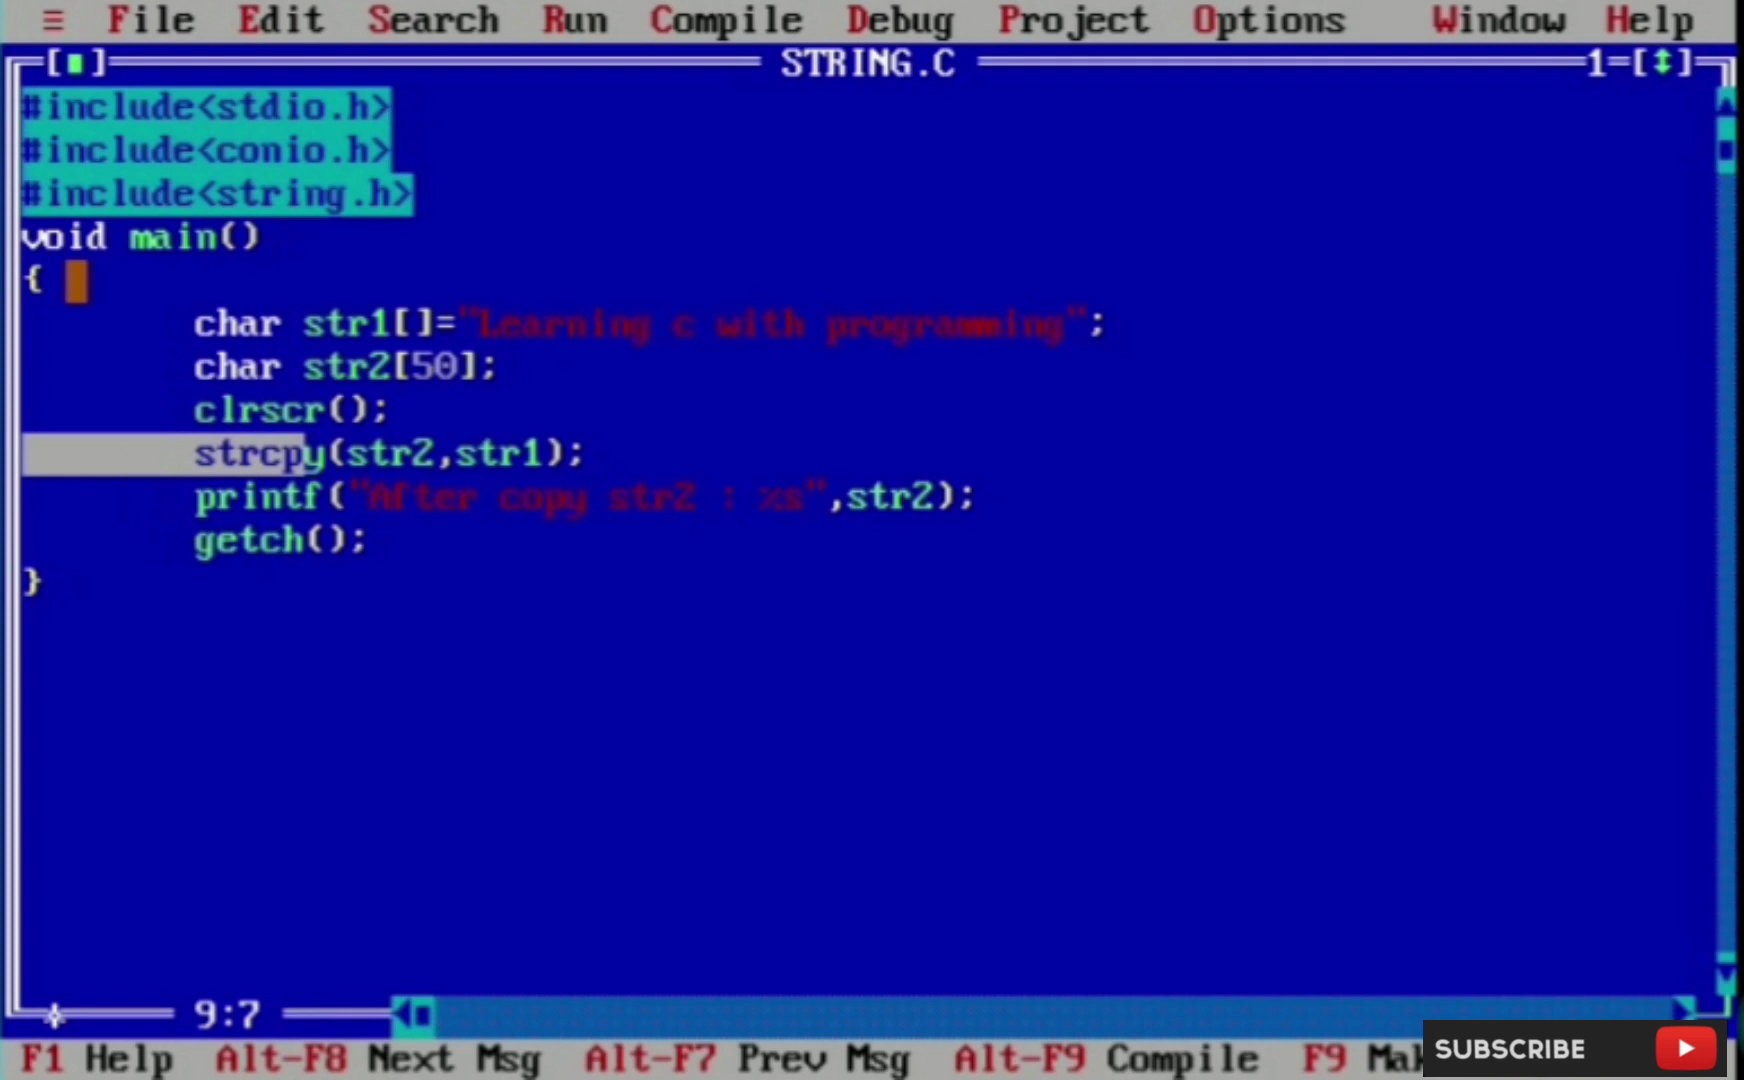 ≡ File Edit Search Run Compile Debug Project Options Window Help
[■] STRING.C 1=[↕]
#include<stdio.h>
#include<conio.h>
#include<string.h>
void main()
{
char str1[]="Learning c with programming";
char str2[50];
clrscr();
strcpy(str2,str1);
printf("After copy str2 : %s",str2);
getch();
}
9:7
F1 Help Alt-F8 Next Msg Alt-F7 Prev Msg Alt-F9 Compile F9 Mak
SUBSCRIBE